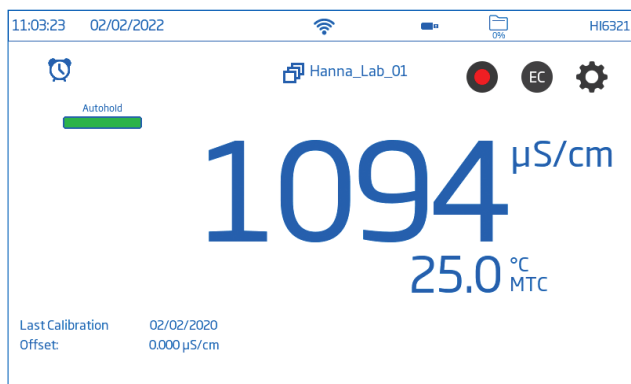 11:03:23 02/02/2022 0% HI6321
Hanna_Lab_01 EC
Autohold
1094 µS/cm
25.0 °C MTC
Last Calibration 02/02/2020
Offset: 0.000 µS/cm